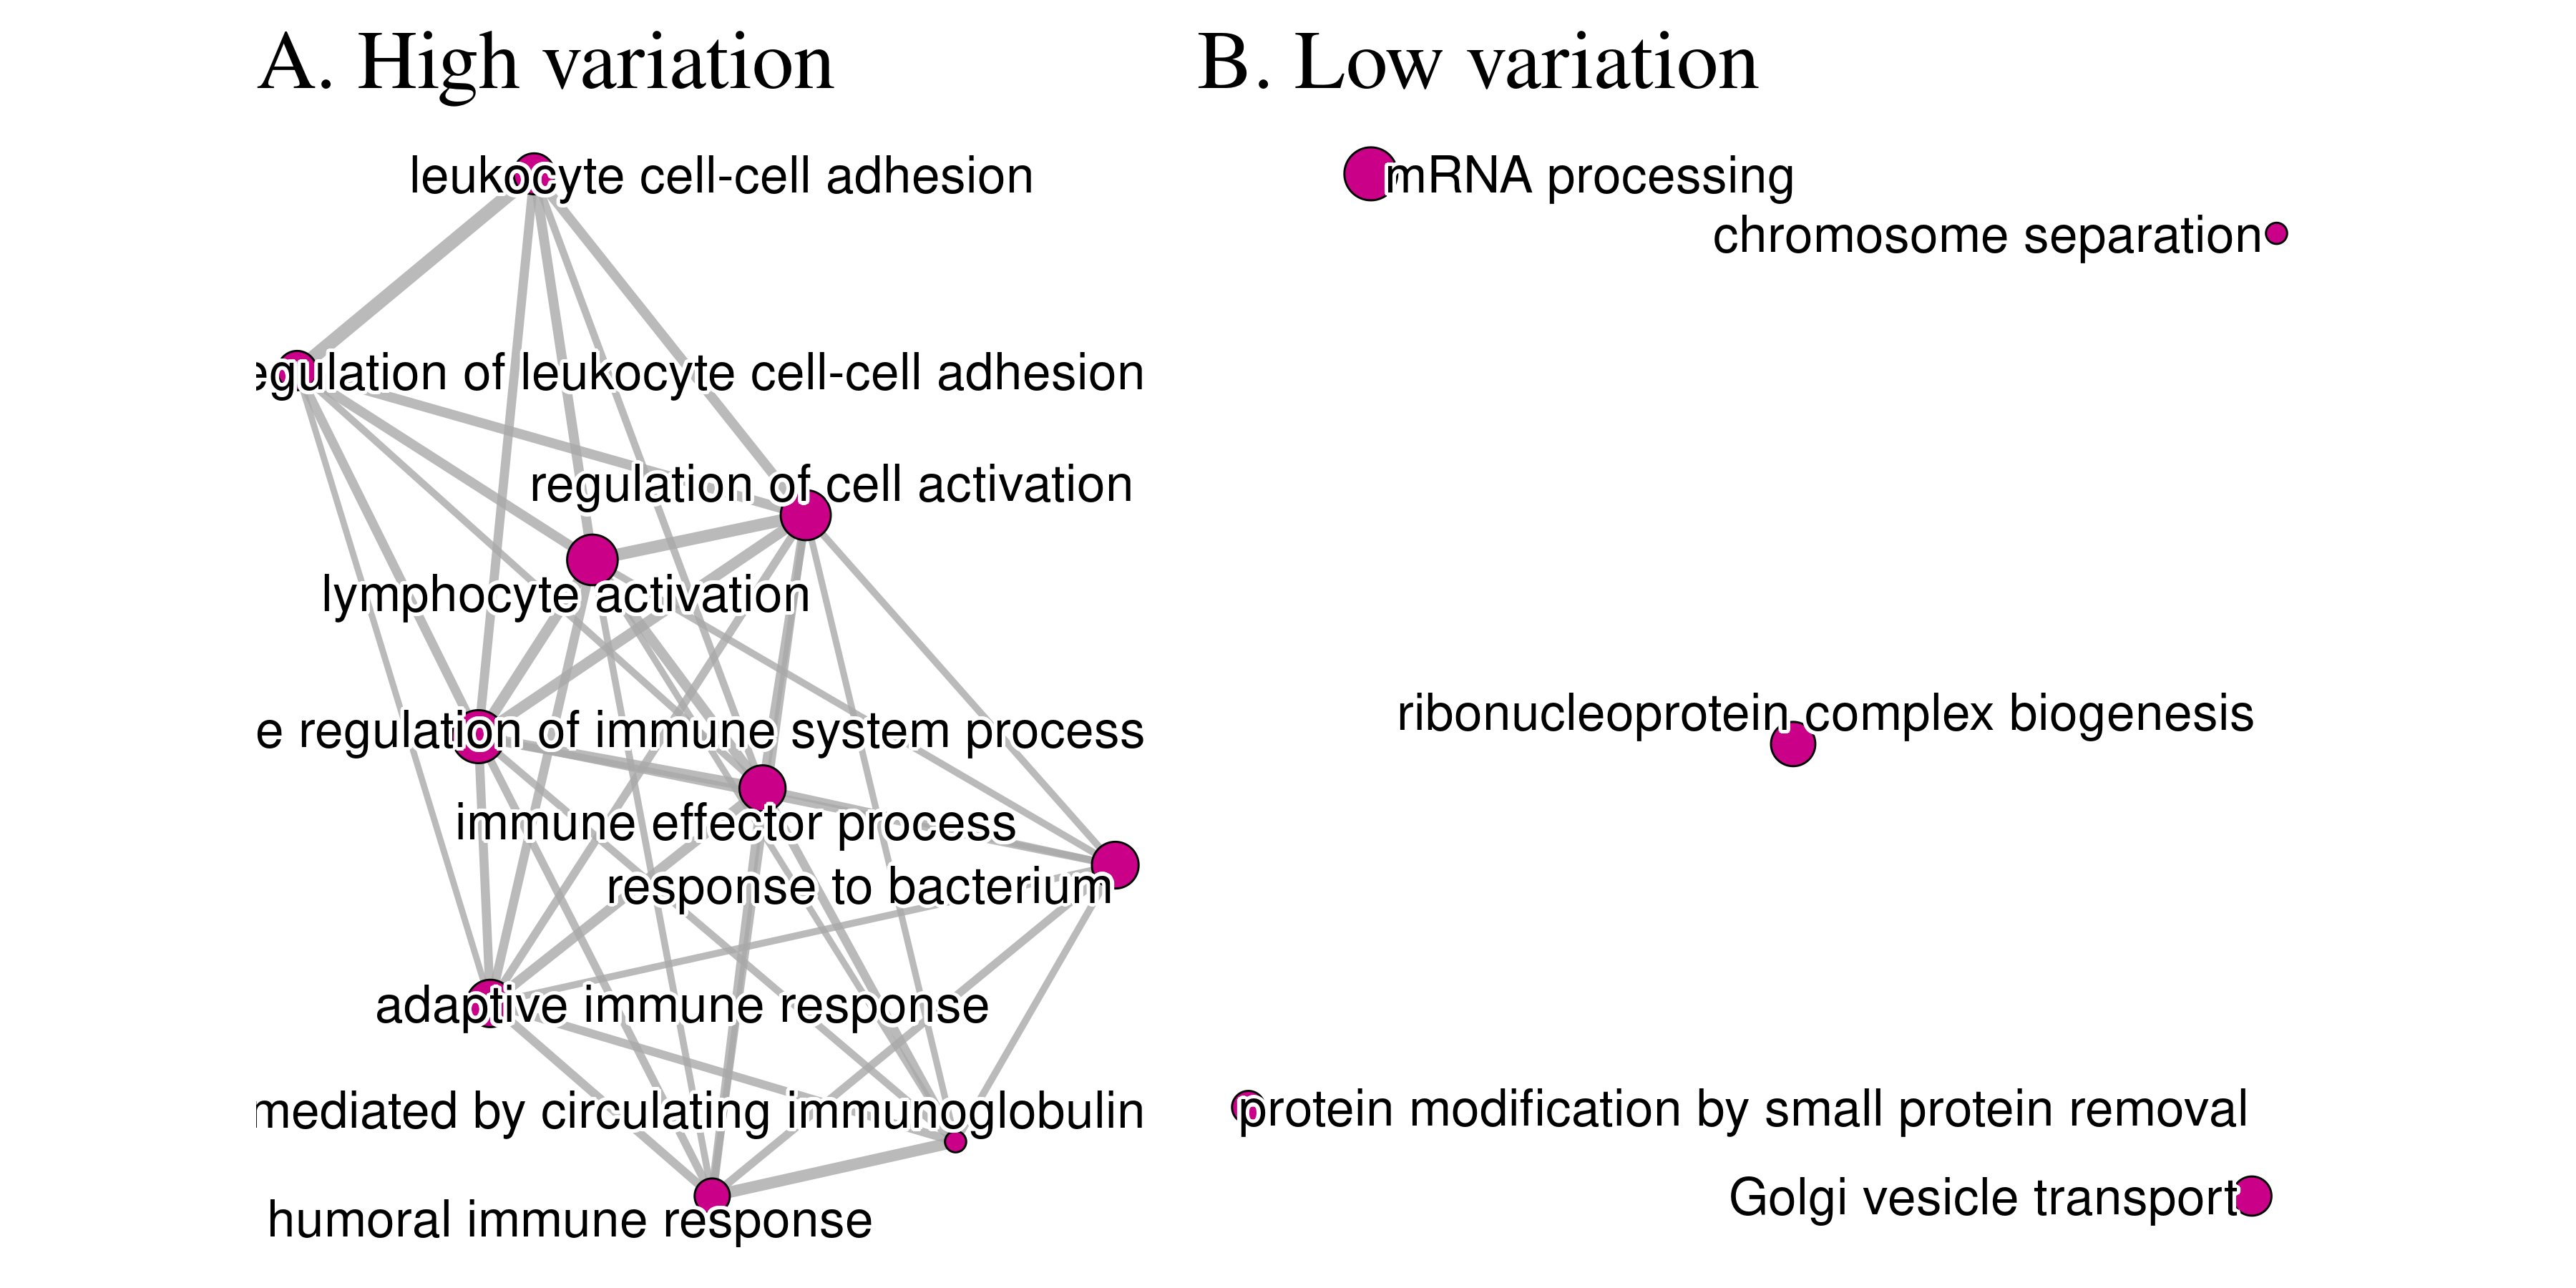 A. High variation
leukocyte cell-cell adhesion
egulation of leukocyte cell-cell adhesion
regulation of cell activation
lymphocyte activation
e regulation of immune system process
immune effector process
response to bacterium
adaptive immune response
mediated by circulating immunoglobulin
humoral immune response
B. Low variation
mRNA processing
chromosome separation
ribonucleoprotein complex biogenesis
protein modification by small protein removal
Golgi vesicle transport